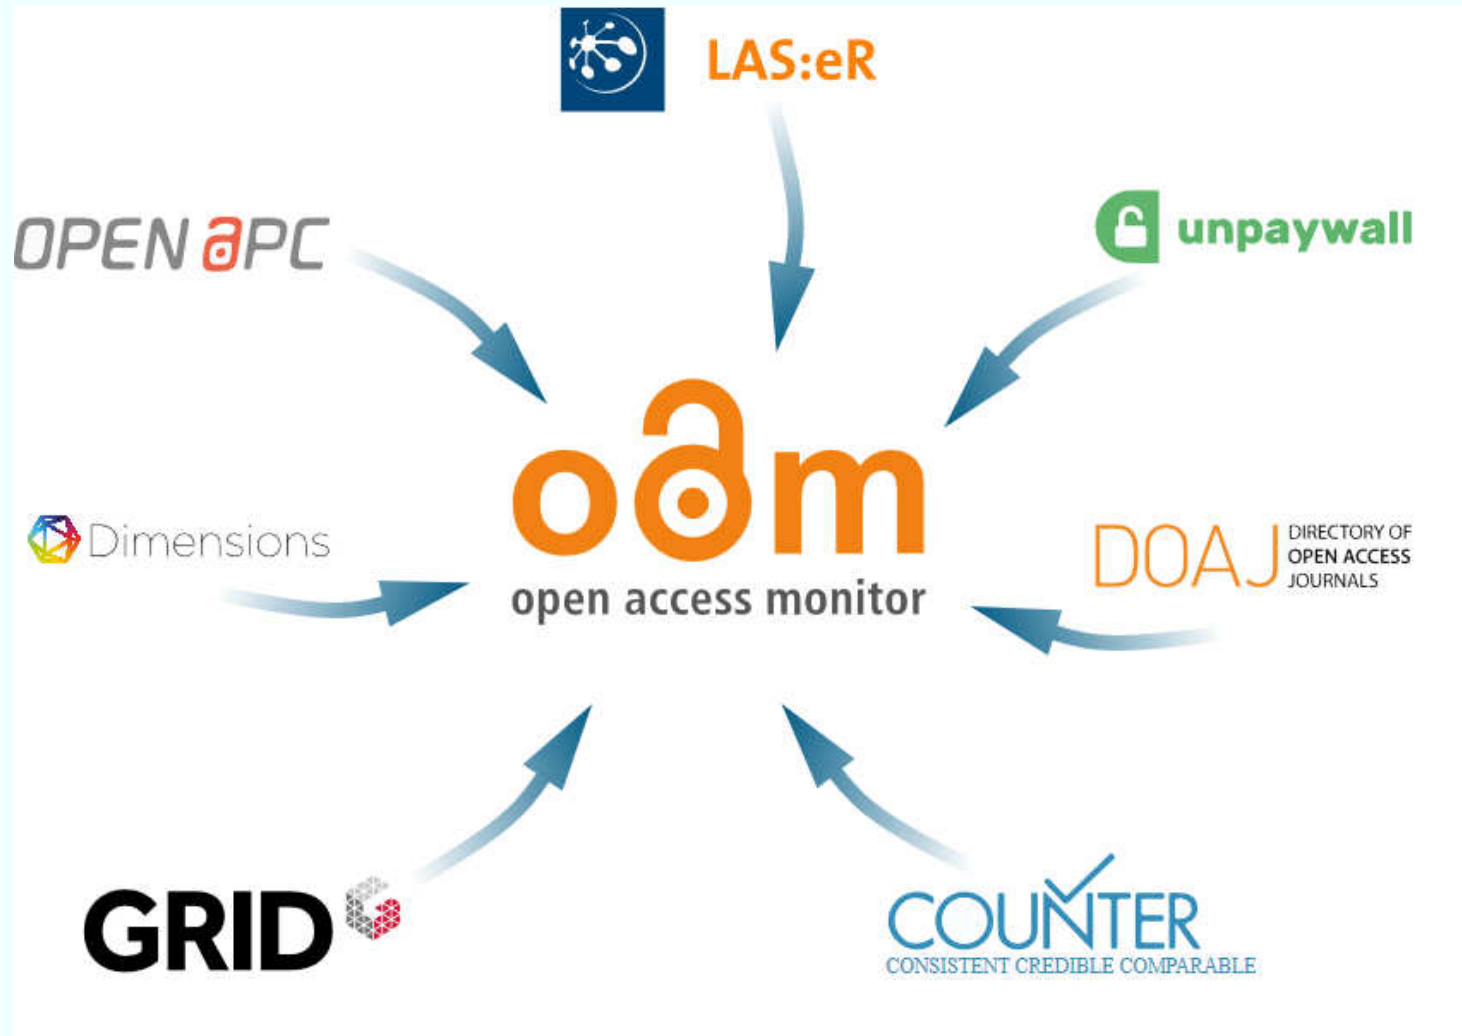 LAS:eR
OPEN aPC
unpaywall
oam
open access monitor
Dimensions
DOAJ
DIRECTORY OF
OPEN ACCESS
JOURNALS
GRID
COUNTER
CONSISTENT CREDIBLE COMPARABLE